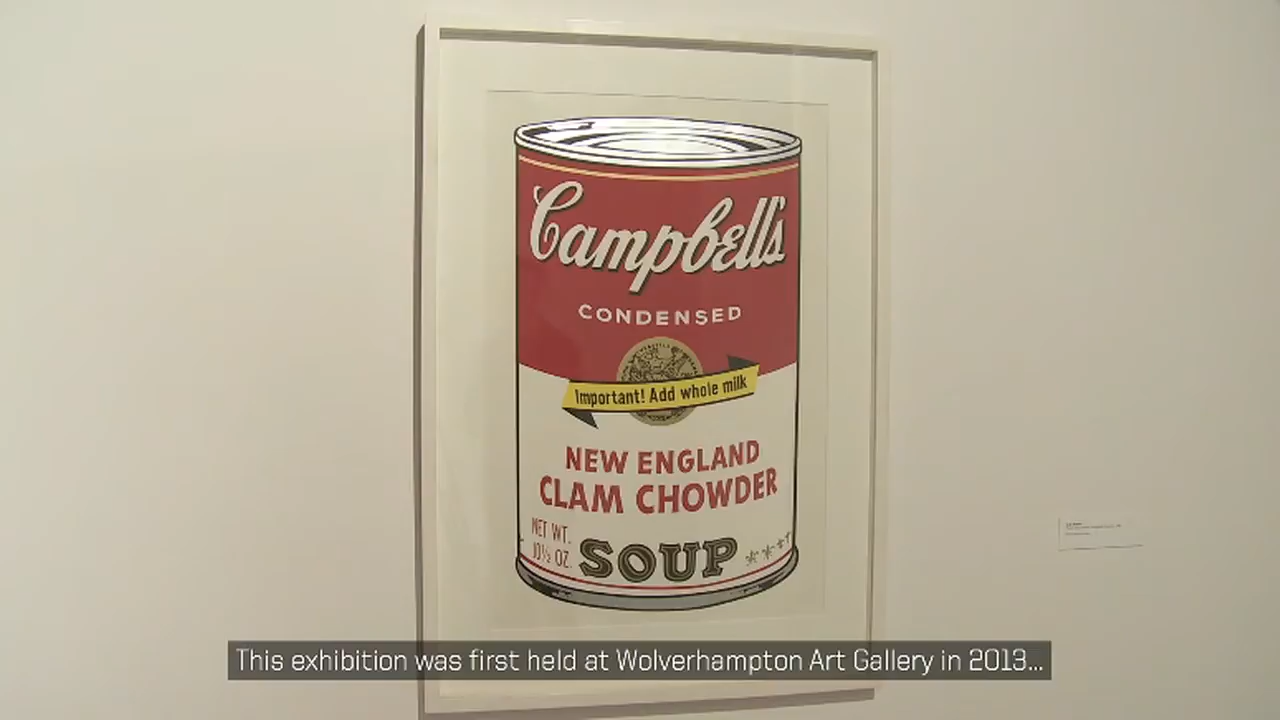 Campbell's
CONDENSED
Important! Add whole milk
NEW ENGLAND
CLAM CHOWDER
NET WT.
10½ OZ.
SOUP
This exhibition was first held at Wolverhampton Art Gallery in 2013...